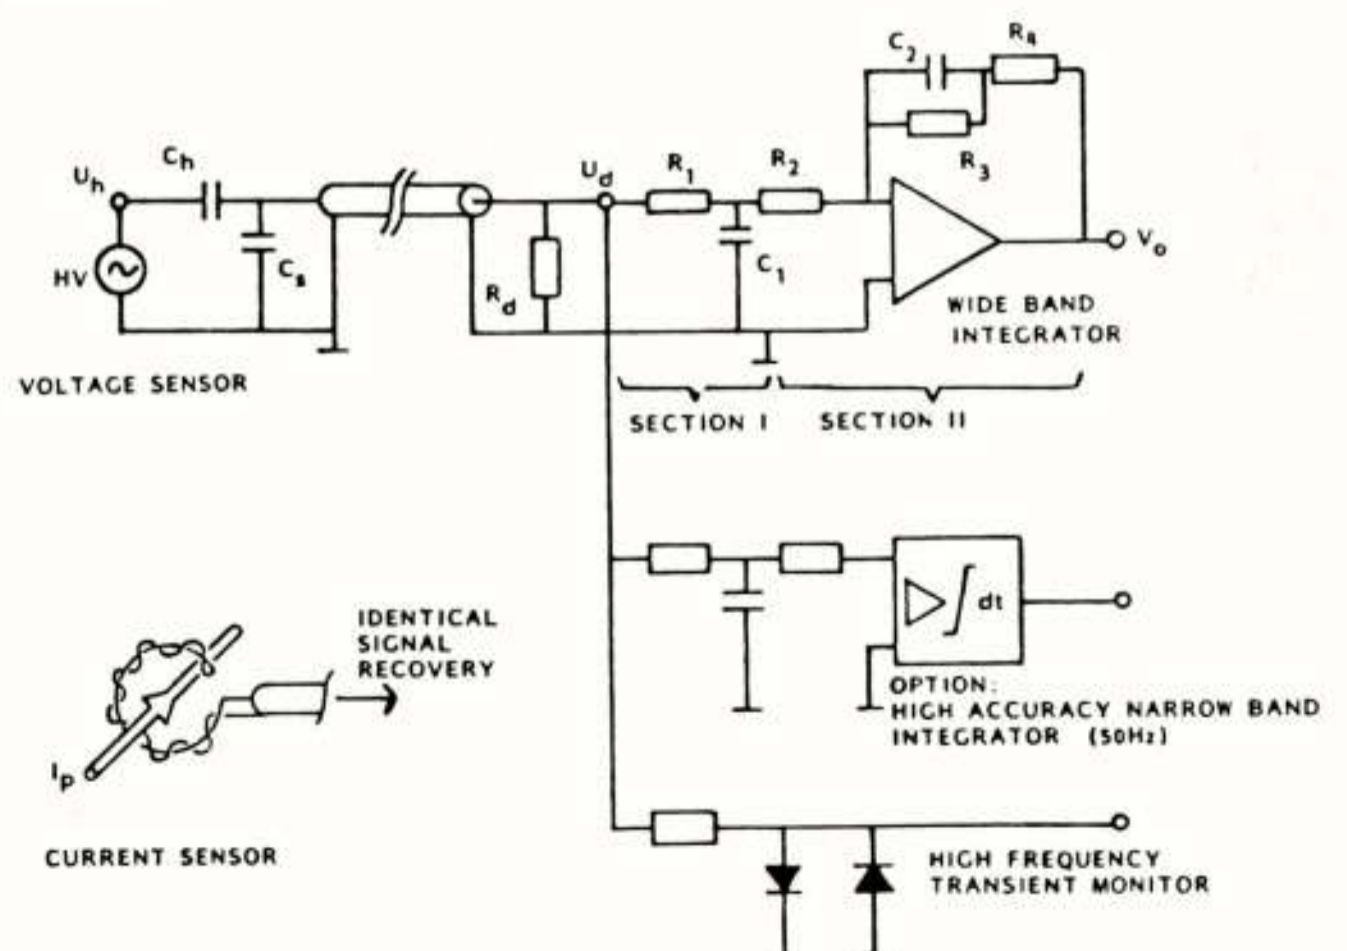 C2
R4
R3
Uh
Ch
Cs
HV
Rd
Ud
R1
R2
C1
Vo
WIDE BAND
INTEGRATOR
VOLTAGE SENSOR
SECTION I
SECTION II
IDENTICAL
SIGNAL
RECOVERY
Ip
CURRENT SENSOR
∫dt
OPTION:
HIGH ACCURACY NARROW BAND
INTEGRATOR (50Hz)
HIGH FREQUENCY
TRANSIENT MONITOR